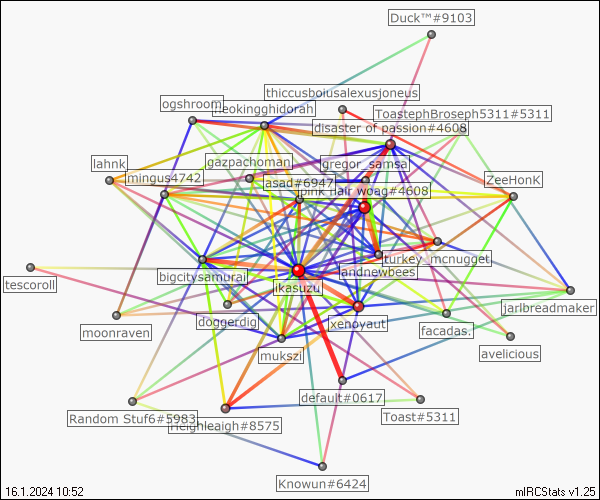 Duck™#9103
thiccusboiusalexusjoneus
ogshroom
neokingghidorah
ToastephBroseph5311#5311
disaster of passion#4608
lahnk
gazpachoman
gregor_samsa
mingus4742
asad#6947
pink hair woag#4608
ZeeHonK
turkey_mcnugget
landnewbees
tescoroll
bigcitysamurai
ikasuzu
jarlbreadmaker
moonraven
doggerdig
xenoyaut
facadas.
mukszi
avelicious
default#0617
Random Stuf6#5983
Heighleaigh#8575
Toast#5311
Knowun#6424
16.1.2024 10:52
mIRCStats v1.25